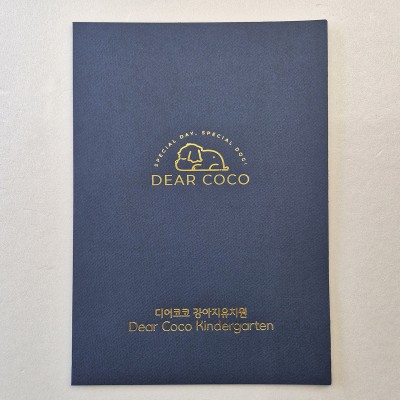 SPECIAL DAY, SPECIAL DOG!
DEAR COCO
디어코코 강아지유치원
Dear Coco Kindergarten